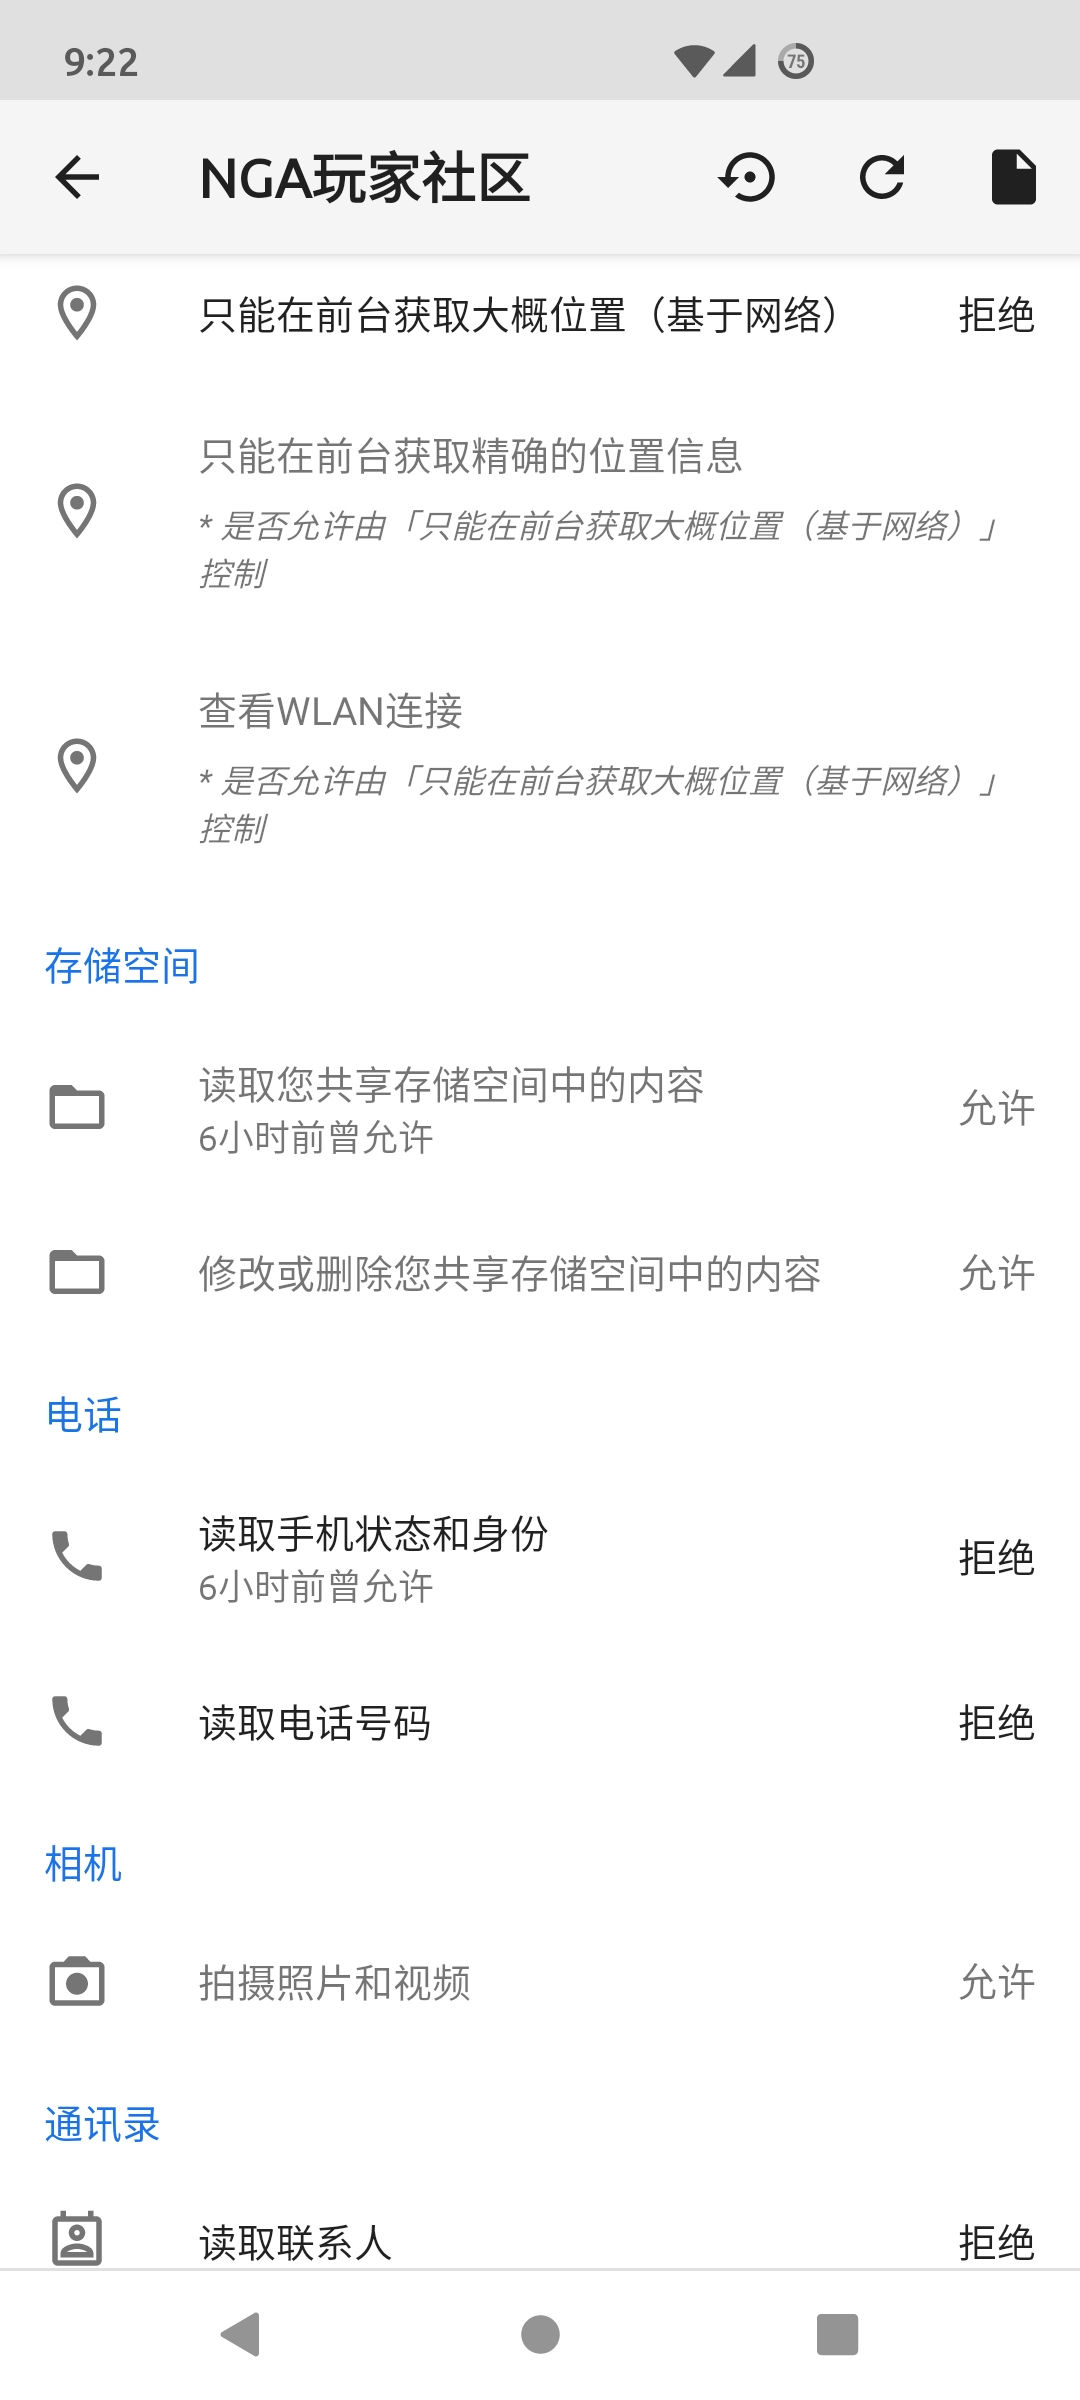 9:22
75
NGA玩家社区
只能在前台获取大概位置（基于网络）
拒绝
只能在前台获取精确的位置信息
* 是否允许由「只能在前台获取大概位置（基于网络）」
控制
查看WLAN连接
* 是否允许由「只能在前台获取大概位置（基于网络）」
控制
存储空间
读取您共享存储空间中的内容
6小时前曾允许
允许
修改或删除您共享存储空间中的内容
允许
电话
读取手机状态和身份
6小时前曾允许
拒绝
读取电话号码
拒绝
相机
拍摄照片和视频
允许
通讯录
读取联系人
拒绝